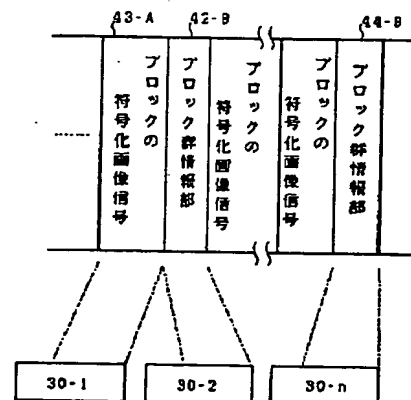 43-A
42-B
44-B
ブロックの
符号化画像信号
ブロック群情報部
ブロックの
符号化画像信号
ブロックの
符号化画像信号
ブロック群情報部
30-1
30-2
30-n